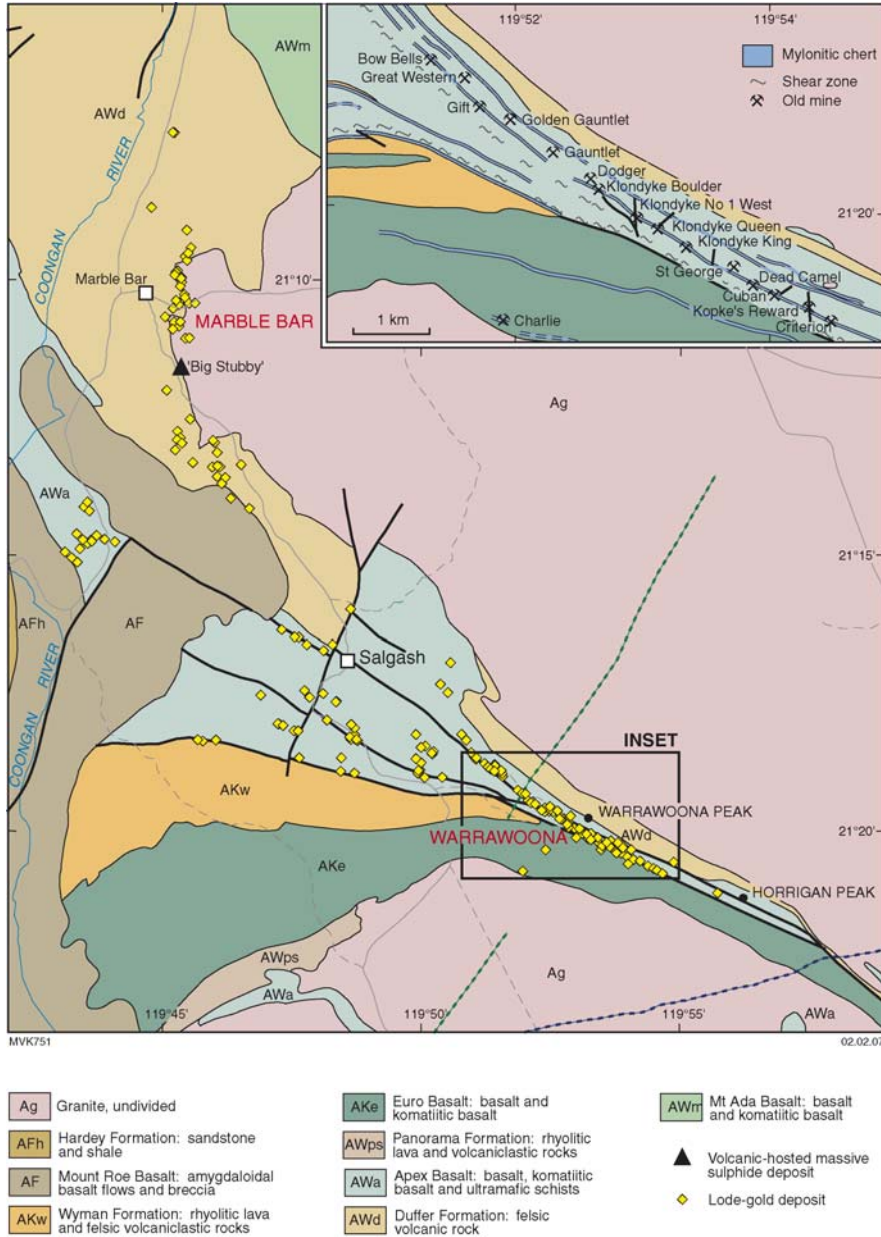 AWm
AWd
COONGAN
RIVER
Marble Bar
MARBLE BAR
'Big Stubby'
21°10'
119°52'
119°54'
Bow Bells
Great Western
Gift
Golden Gauntlet
Gauntlet
Dodger
Klondyke Boulder
Klondyke No 1 West
Klondyke Queen
Klondyke King
St George
Dead Camel
Cuban
Kopke's Reward
Criterion
Charlie
1 km
21°20'
Mylonitic chert
Shear zone
Old mine
Ag
AWa
21°15'
AFh
AF
Salgash
COONGAN
RIVER
INSET
AKw
WARRAWOONA PEAK
AWd
WARRAWOONA
21°20'
AKe
HORRIGAN PEAK
AWps
AWa
Ag
AWa
119°45'
119°50'
119°55'
MVK751
02.02.07
Ag
Granite, undivided
AFh
Hardey Formation: sandstone
and shale
AF
Mount Roe Basalt: amygdaloidal
basalt flows and breccia
AKw
Wyman Formation: rhyolitic lava
and felsic volcaniclastic rocks
AKe
Euro Basalt: basalt and
komatiitic basalt
AWps
Panorama Formation: rhyolitic
lava and volcaniclastic rocks
AWa
Apex Basalt: basalt, komatiitic
basalt and ultramafic schists
AWd
Duffer Formation: felsic
volcanic rock
AWm
Mt Ada Basalt: basalt
and komatiitic basalt
Volcanic-hosted massive
sulphide deposit
Lode-gold deposit